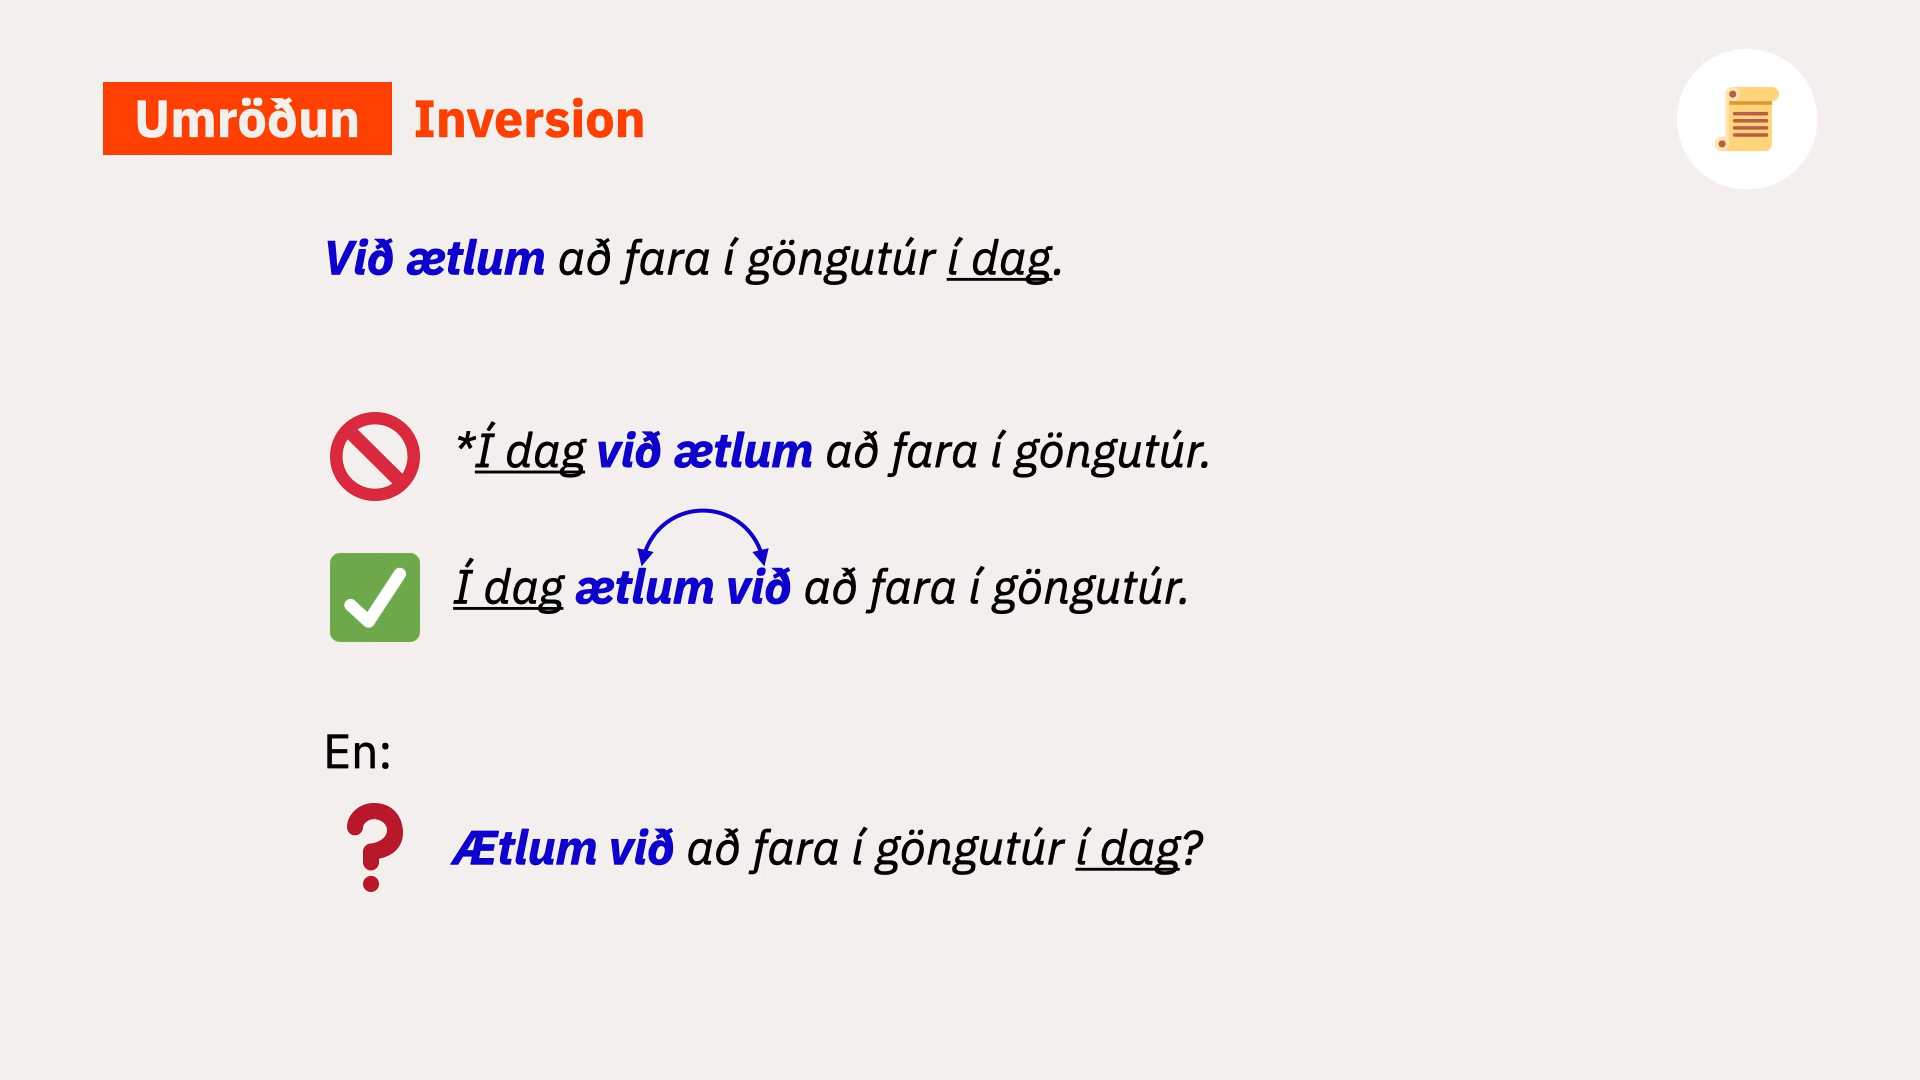 Umröðun Inversion
Við ætlum að fara í göngutúr í dag.
*Í dag við ætlum að fara í göngutúr.
Í dag ætlum við að fara í göngutúr.
En:
Ætlum við að fara í göngutúr í dag?